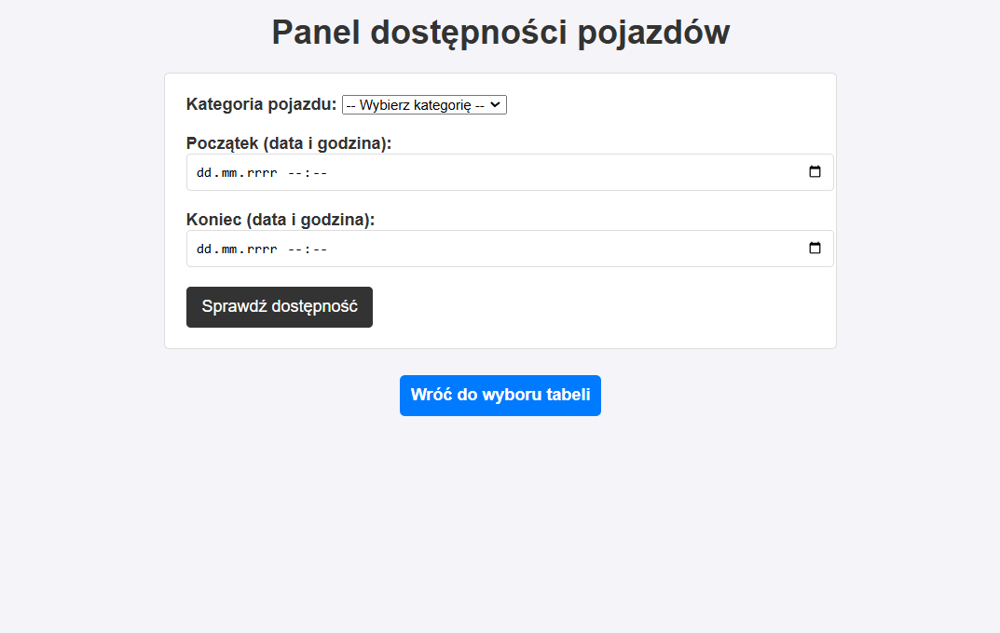 Panel dostępności pojazdów
Kategoria pojazdu: -- Wybierz kategorię --
Początek (data i godzina):
dd.mm.rrrr --:--
Koniec (data i godzina):
dd.mm.rrrr --:--
Sprawdź dostępność
Wróć do wyboru tabeli